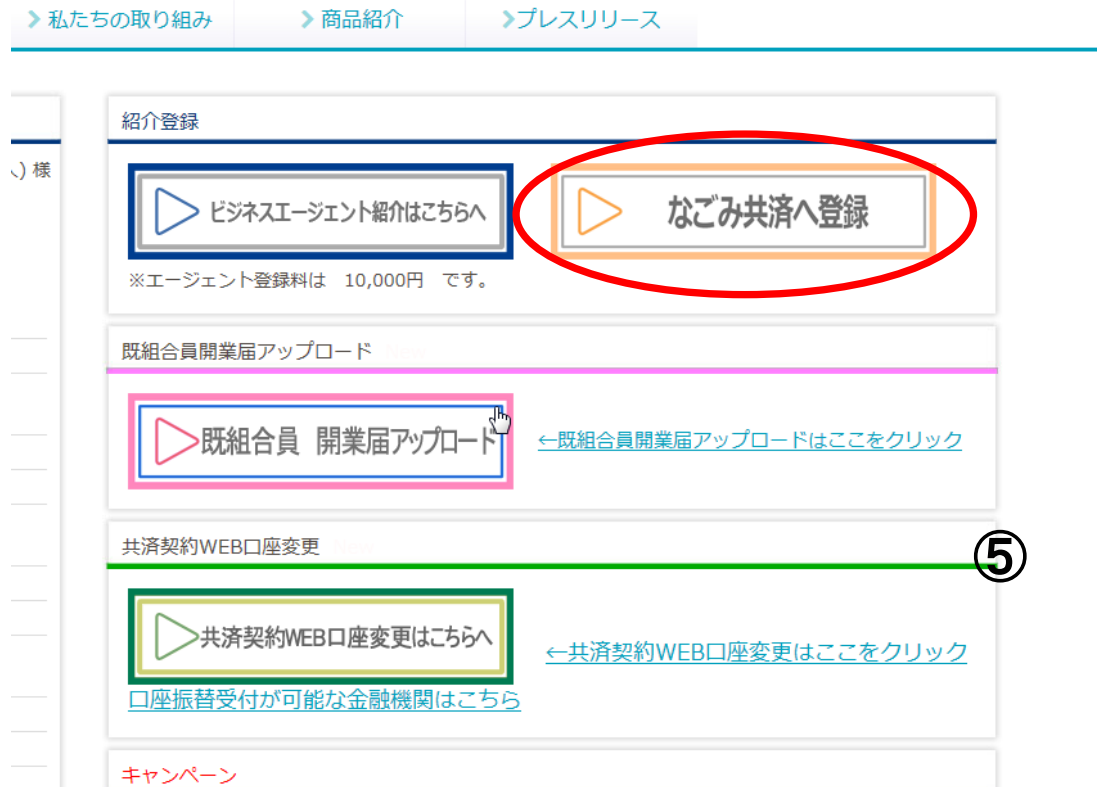 私たちの取り組み
商品紹介
プレスリリース
紹介登録
) 様
ビジネスエージェント紹介はこちらへ
なごみ共済へ登録
※エージェント登録料は 10,000円 です。
既組合員開業届アップロード New
既組合員 開業届アップロード
←既組合員開業届アップロードはここをクリック
共済契約WEB口座変更 New
⑤
共済契約WEB口座変更はこちらへ
←共済契約WEB口座変更はここをクリック
口座振替受付が可能な金融機関はこちら
キャンペーン